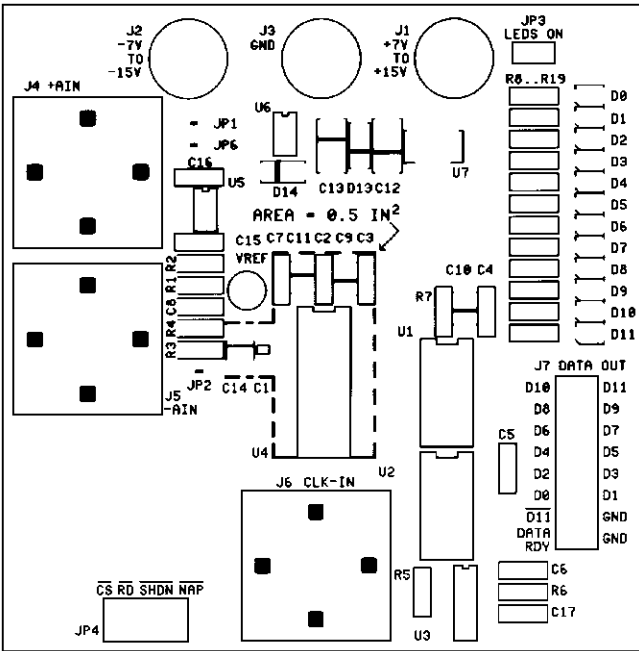 J2
-7V
TO
-15V
J3
GND
J1
+7V
TO
+15V
JP3
LEDS ON
J4 +AIN
R8..R19
D0
D1
D2
D3
D4
D5
D6
D7
D8
D9
D10
D11
U6
JP1
JP6
C16
U5
D14
C13 D13 C12
U7
AREA = 0.5 IN²
C15
C7 C11 C2 C9 C3
VREF
R2
R1
C8
R4
R3
C10 C4
R7
U1
JP2
C14 C1
J5
-AIN
U4
U2
J7 DATA OUT
D10 D11
D8 D9
D6 D7
D4 D5
D2 D3
D0 D1
D11 GND
DATA
RDY GND
C5
J6 CLK-IN
CS RD SHDN NAP
JP4
R5
U3
C6
R6
C17